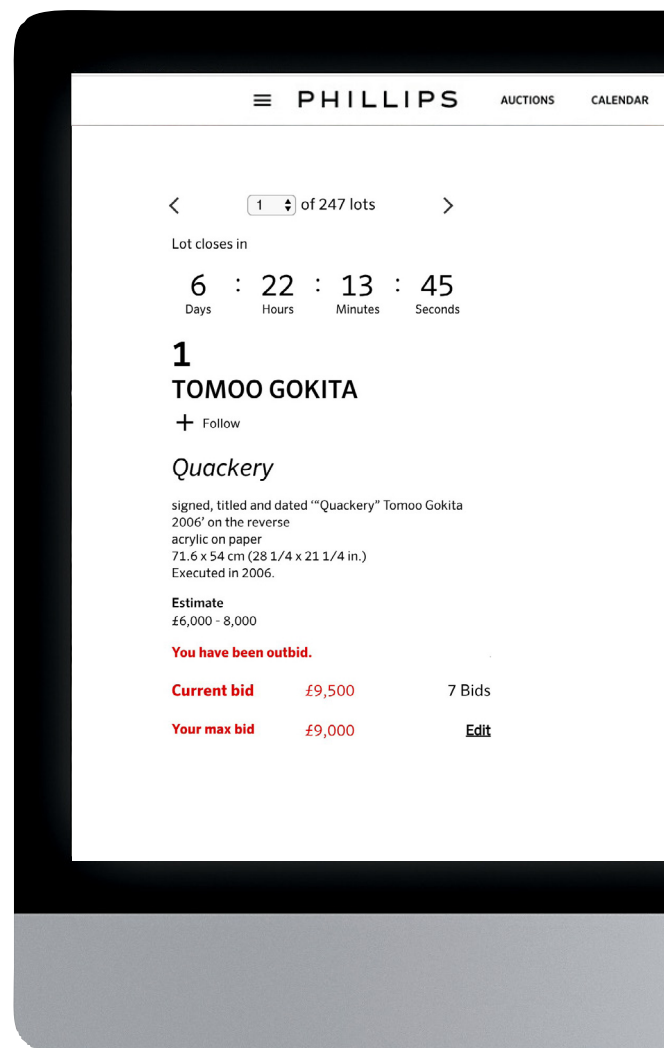 PHILLIPS AUCTIONS CALENDAR
1 of 247 lots
Lot closes in
6 : 22 : 13 : 45
Days Hours Minutes Seconds
1
TOMOO GOKITA
+ Follow
Quackery
signed, titled and dated ‘“Quackery” Tomoo Gokita
2006’ on the reverse
acrylic on paper
71.6 x 54 cm (28 1/4 x 21 1/4 in.)
Executed in 2006.
Estimate
£6,000 - 8,000
You have been outbid.
Current bid £9,500 7 Bids
Your max bid £9,000 Edit